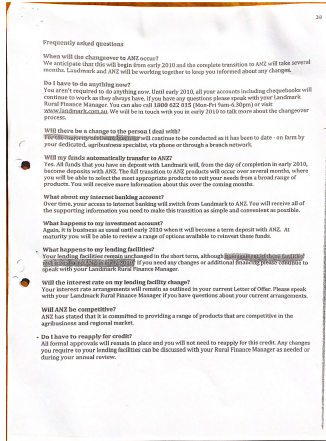 Frequently asked questions
When will the changeover to ANZ occur?
We anticipate that this will begin from early 2010 and the complete transition to ANZ will take several
months. Landmark and ANZ will be working together to keep you informed about any changes.
Do I have to do anything now?
You aren't required to do anything now. Until early 2010, all your accounts including chequebooks will
continue to work as they always have. If you have any questions please speak with your Landmark
Rural Finance Manager. You can also call 1800 622 015 (Mon-Fri 9am-6.30pm) or visit
www.landmark.com.au. We will be in touch with you in early 2010 to talk more about the changeover
process.
Will there be a change to the person I deal with?
will continue to be conducted as it has been to date - on farm by
your dedicated, agribusiness specialist, via phone or through a branch network.
Will my funds automatically transfer to ANZ?
Yes. All funds that you have on deposit with Landmark will, from the day of completion in early 2010,
become deposits with ANZ. The full transition to ANZ products will occur over several months, where
you will be able to select the most appropriate products to suit your needs from a broad range of
products. You will receive more information about this over the coming months.
What about my internet banking account?
Over time, your access to internet banking will switch from Landmark to ANZ. You will receive all of
the supporting information you need to make this transition as simple and convenient as possible.
What happens to my investment account?
Again, it is business as usual until early 2010 when it will become a term deposit with ANZ. At
maturity you will be able to review a range of options available to reinvest these funds.
- What happens to my lending facilities?
Your lending facilities remain unchanged in the short term, although
If you need any changes or additional financing please continue to
speak with your Landmark Rural Finance Manager.
Will the interest rate on my lending facility change?
Your interest rate arrangements will remain as outlined in your current Letter of Offer. Please speak
with your Landmark Rural Finance Manager if you have questions about your current arrangements.
Will ANZ be competitive?
ANZ has stated that it is committed to providing a range of products that are competitive in the
agribusiness and regional market.
- Do I have to reapply for credit?
All formal approvals will remain in place and you will not need to reapply for this credit. Any changes
you require to your lending facilities can be discussed with your Rural Finance Manager as needed or
during your annual review.